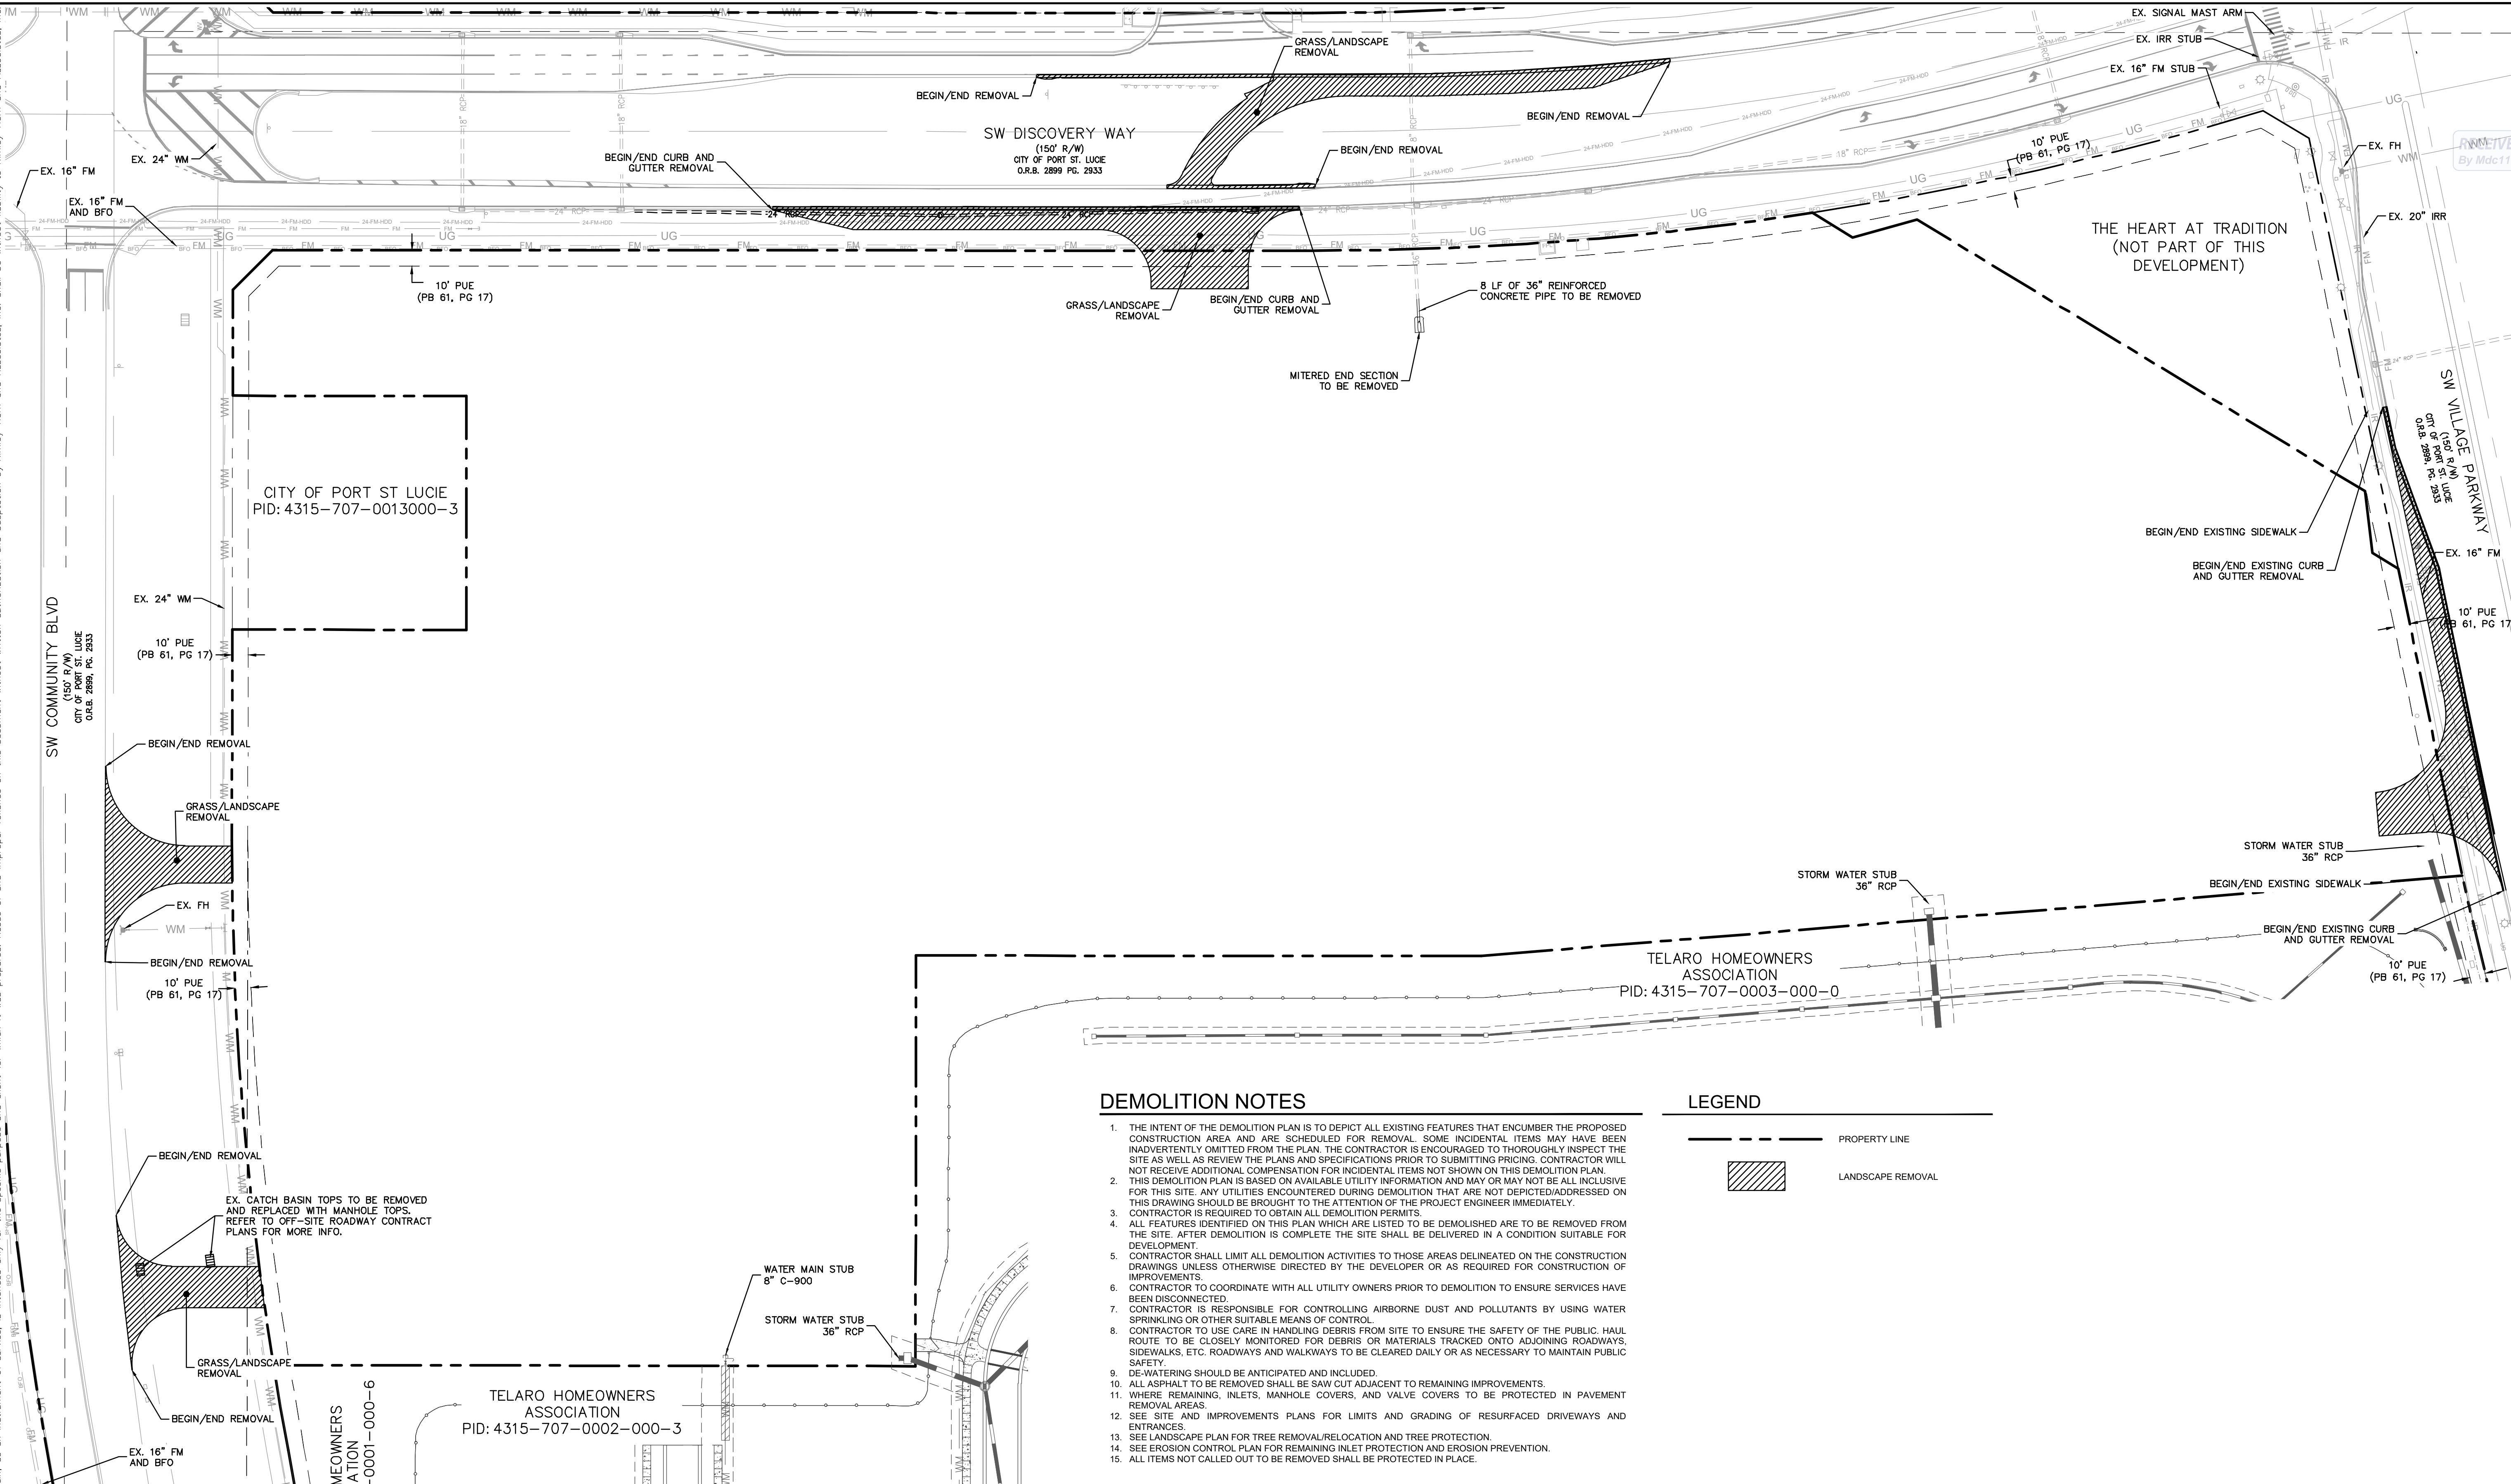 EX. SIGNAL MAST ARM
EX. IRR STUB
EX. 16" FM STUB
GRASS/LANDSCAPE
REMOVAL
BEGIN/END REMOVAL
BEGIN/END REMOVAL
SW DISCOVERY WAY
(150' R/W)
CITY OF PORT ST. LUCIE
O.R.B. 2899 PG. 2933
BEGIN/END CURB AND
GUTTER REMOVAL
BEGIN/END REMOVAL
EX. 24" WM
EX. 16" FM
EX. 16" FM
AND BFO
10' PUE
(PB 61, PG 17)
10' PUE
(PB 61, PG 17)
EX. FH
EX. 20" IRR
THE HEART AT TRADITION
(NOT PART OF THIS
DEVELOPMENT)
GRASS/LANDSCAPE
REMOVAL
BEGIN/END CURB AND
GUTTER REMOVAL
8 LF OF 36" REINFORCED
CONCRETE PIPE TO BE REMOVED
MITERED END SECTION
TO BE REMOVED
SW VILLAGE PARKWAY
(150' R/W)
CITY OF PORT ST. LUCIE
O.R.B. 2899, PG. 2933
CITY OF PORT ST LUCIE
PID: 4315-707-0013000-3
BEGIN/END EXISTING SIDEWALK
EX. 16" FM
BEGIN/END EXISTING CURB
AND GUTTER REMOVAL
10' PUE
PB 61, PG 17
EX. 24" WM
10' PUE
(PB 61, PG 17)
SW COMMUNITY BLVD
(150' R/W)
CITY OF PORT ST. LUCIE
O.R.B. 2899, PG. 2933
BEGIN/END REMOVAL
GRASS/LANDSCAPE
REMOVAL
EX. FH
WM
BEGIN/END REMOVAL
10' PUE
(PB 61, PG 17)
STORM WATER STUB
36" RCP
STORM WATER STUB
36" RCP
BEGIN/END EXISTING SIDEWALK
BEGIN/END EXISTING CURB
AND GUTTER REMOVAL
10' PUE
(PB 61, PG 17)
TELARO HOMEOWNERS
ASSOCIATION
PID: 4315-707-0003-000-0
BEGIN/END REMOVAL
EX. CATCH BASIN TOPS TO BE REMOVED
AND REPLACED WITH MANHOLE TOPS.
REFER TO OFF-SITE ROADWAY CONTRACT
PLANS FOR MORE INFO.
WATER MAIN STUB
8" C-900
STORM WATER STUB
36" RCP
GRASS/LANDSCAPE
REMOVAL
BEGIN/END REMOVAL
EX. 16" FM
AND BFO
TELARO HOMEOWNERS
ASSOCIATION
PID: 4315-707-0002-000-3
DEMOLITION NOTES
1. THE INTENT OF THE DEMOLITION PLAN IS TO DEPICT ALL EXISTING FEATURES THAT ENCUMBER THE PROPOSED
CONSTRUCTION AREA AND ARE SCHEDULED FOR REMOVAL. SOME INCIDENTAL ITEMS MAY HAVE BEEN
INADVERTENTLY OMITTED FROM THE PLAN. THE CONTRACTOR IS ENCOURAGED TO THOROUGHLY INSPECT THE
SITE AS WELL AS REVIEW THE PLANS AND SPECIFICATIONS PRIOR TO SUBMITTING PRICING. CONTRACTOR WILL
NOT RECEIVE ADDITIONAL COMPENSATION FOR INCIDENTAL ITEMS NOT SHOWN ON THIS DEMOLITION PLAN.
2. THIS DEMOLITION PLAN IS BASED ON AVAILABLE UTILITY INFORMATION AND MAY OR MAY NOT BE ALL INCLUSIVE
FOR THIS SITE. ANY UTILITIES ENCOUNTERED DURING DEMOLITION THAT ARE NOT DEPICTED/ADDRESSED ON
THIS DRAWING SHOULD BE BROUGHT TO THE ATTENTION OF THE PROJECT ENGINEER IMMEDIATELY.
3. CONTRACTOR IS REQUIRED TO OBTAIN ALL DEMOLITION PERMITS.
4. ALL FEATURES IDENTIFIED ON THIS PLAN WHICH ARE LISTED TO BE DEMOLISHED ARE TO BE REMOVED FROM
THE SITE. AFTER DEMOLITION IS COMPLETE THE SITE SHALL BE DELIVERED IN A CONDITION SUITABLE FOR
DEVELOPMENT.
5. CONTRACTOR SHALL LIMIT ALL DEMOLITION ACTIVITIES TO THOSE AREAS DELINEATED ON THE CONSTRUCTION
DRAWINGS UNLESS OTHERWISE DIRECTED BY THE DEVELOPER OR AS REQUIRED FOR CONSTRUCTION OF
IMPROVEMENTS.
6. CONTRACTOR TO COORDINATE WITH ALL UTILITY OWNERS PRIOR TO DEMOLITION TO ENSURE SERVICES HAVE
BEEN DISCONNECTED.
7. CONTRACTOR IS RESPONSIBLE FOR CONTROLLING AIRBORNE DUST AND POLLUTANTS BY USING WATER
SPRINKLING OR OTHER SUITABLE MEANS OF CONTROL.
8. CONTRACTOR TO USE CARE IN HANDLING DEBRIS FROM SITE TO ENSURE THE SAFETY OF THE PUBLIC. HAUL
ROUTE TO BE CLOSELY MONITORED FOR DEBRIS OR MATERIALS TRACKED ONTO ADJOINING ROADWAYS,
SIDEWALKS, ETC. ROADWAYS AND WALKWAYS TO BE CLEARED DAILY OR AS NECESSARY TO MAINTAIN PUBLIC
SAFETY.
9. DE-WATERING SHOULD BE ANTICIPATED AND INCLUDED.
10. ALL ASPHALT TO BE REMOVED SHALL BE SAW CUT ADJACENT TO REMAINING IMPROVEMENTS.
11. WHERE REMAINING, INLETS, MANHOLE COVERS, AND VALVE COVERS TO BE PROTECTED IN PAVEMENT
REMOVAL AREAS.
12. SEE SITE AND IMPROVEMENTS PLANS FOR LIMITS AND GRADING OF RESURFACED DRIVEWAYS AND
ENTRANCES.
13. SEE LANDSCAPE PLAN FOR TREE REMOVAL/RELOCATION AND TREE PROTECTION.
14. SEE EROSION CONTROL PLAN FOR REMAINING INLET PROTECTION AND EROSION PREVENTION.
15. ALL ITEMS NOT CALLED OUT TO BE REMOVED SHALL BE PROTECTED IN PLACE.
LEGEND
PROPERTY LINE
LANDSCAPE REMOVAL